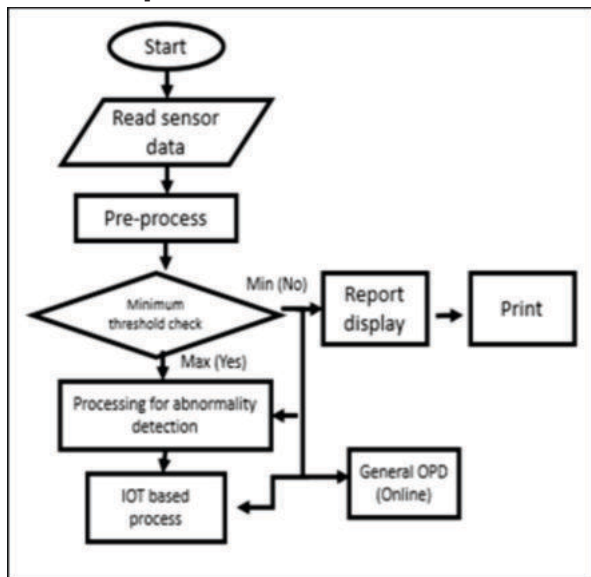 Start
Read sensor
data
Pre-process
Minimum
threshold check
Min (No)
Report
display
Print
Max (Yes)
Processing for abnormality
detection
IOT based
process
General OPD
(Online)